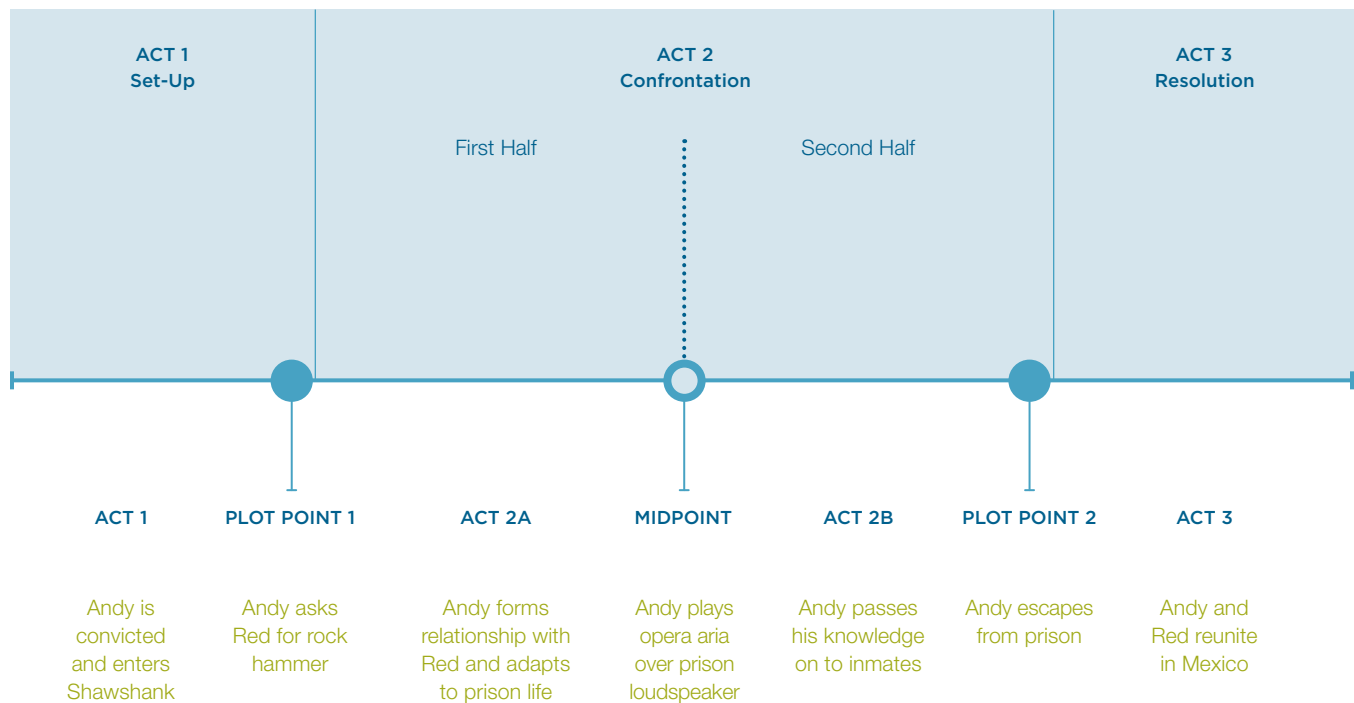 ACT 1
Set-Up
ACT 2
Confrontation
ACT 3
Resolution
First Half
Second Half
ACT 1
PLOT POINT 1
ACT 2A
MIDPOINT
ACT 2B
PLOT POINT 2
ACT 3
Andy is
convicted
and enters
Shawshank
Andy asks
Red for rock
hammer
Andy forms
relationship with
Red and adapts
to prison life
Andy plays
opera aria
over prison
loudspeaker
Andy passes
his knowledge
on to inmates
Andy escapes
from prison
Andy and
Red reunite
in Mexico